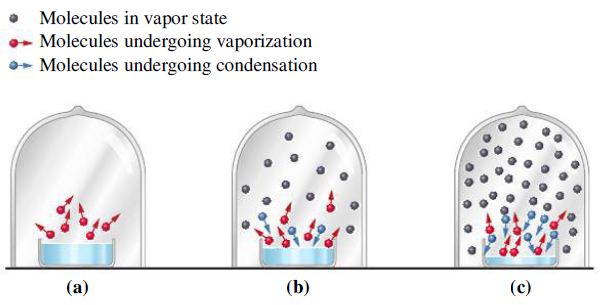 Molecules in vapor state
Molecules undergoing vaporization
Molecules undergoing condensation
(a)
(b)
(c)